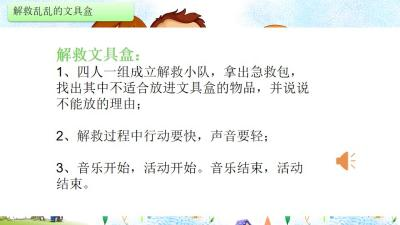 解救乱乱的文具盒
解救文具盒：
1、四人一组成立解救小队，拿出急救包，
找出其中不适合放进文具盒的物品，并说说
不能放的理由；
2、解救过程中行动要快，声音要轻；
3、音乐开始，活动开始。音乐结束，活动
结束。